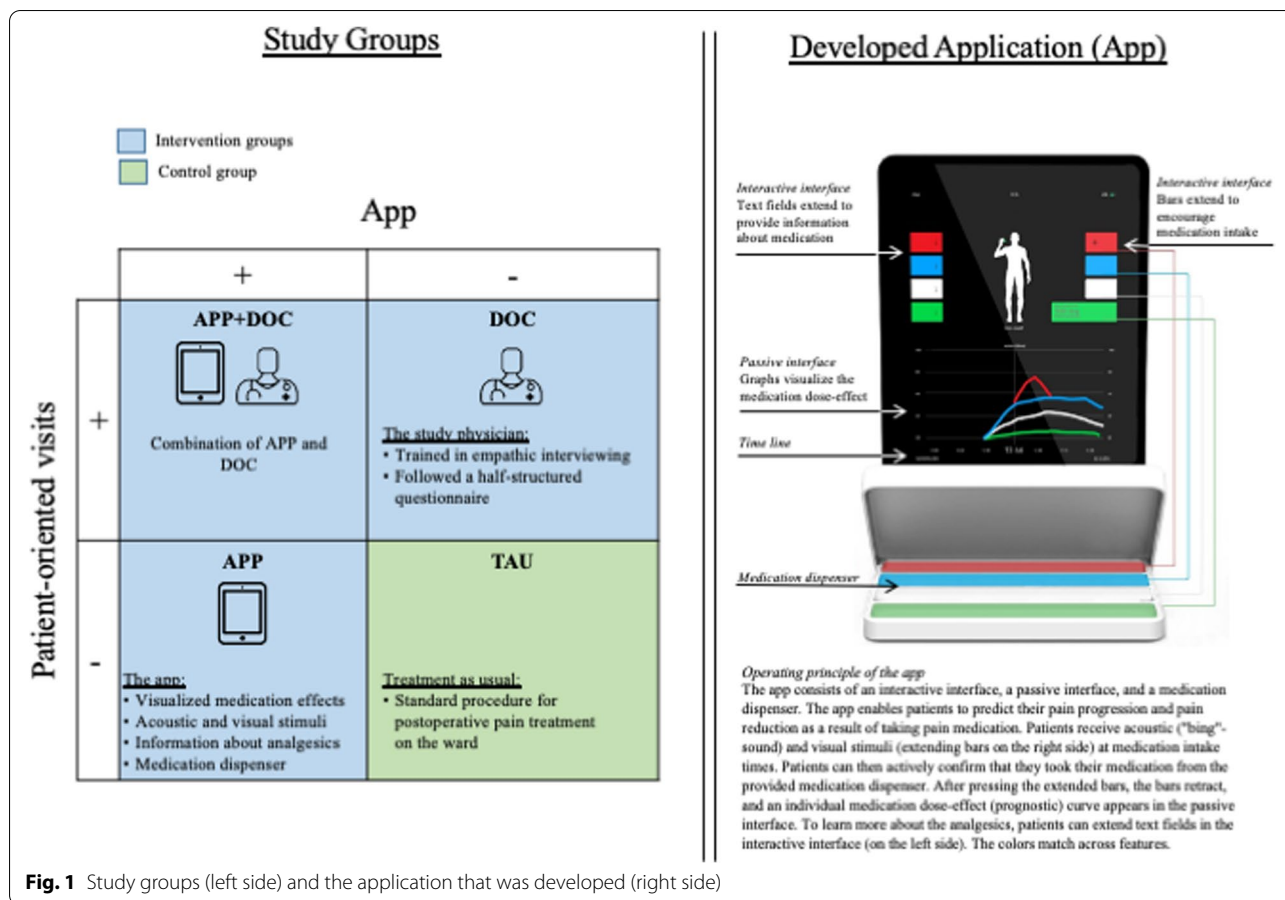 Study Groups
Intervention groups
Control group
App
+
-
Patient-oriented visits
+
APP+DOC
Combination of APP and
DOC
DOC
The study physician:
• Trained in empathic interviewing
• Followed a half-structured
questionnaire
-
APP
The app:
• Visualized medication effects
• Acoustic and visual stimuli
• Information about analgesics
• Medication dispenser
TAU
Treatment as usual:
• Standard procedure for
postoperative pain treatment
on the ward
Developed Application (App)
Interactive interface
Text fields extend to
provide information
about medication
Interactive interface
Bars extend to
encourage
medication intake
Passive interface
Graphs visualize the
medication dose-effect
Time line
Medication dispenser
Operating principle of the app
The app consists of an interactive interface, a passive interface, and a medication
dispenser. The app enables patients to predict their pain progression and pain
reduction as a result of taking pain medication. Patients receive acoustic ("bing"-
sound) and visual stimuli (extending bars on the right side) at medication intake
times. Patients can then actively confirm that they took their medication from the
provided medication dispenser. After pressing the extended bars, the bars retract,
and an individual medication dose-effect (prognostic) curve appears in the passive
interface. To learn more about the analgesics, patients can extend text fields in the
interactive interface (on the left side). The colors match across features.
Fig. 1 Study groups (left side) and the application that was developed (right side)